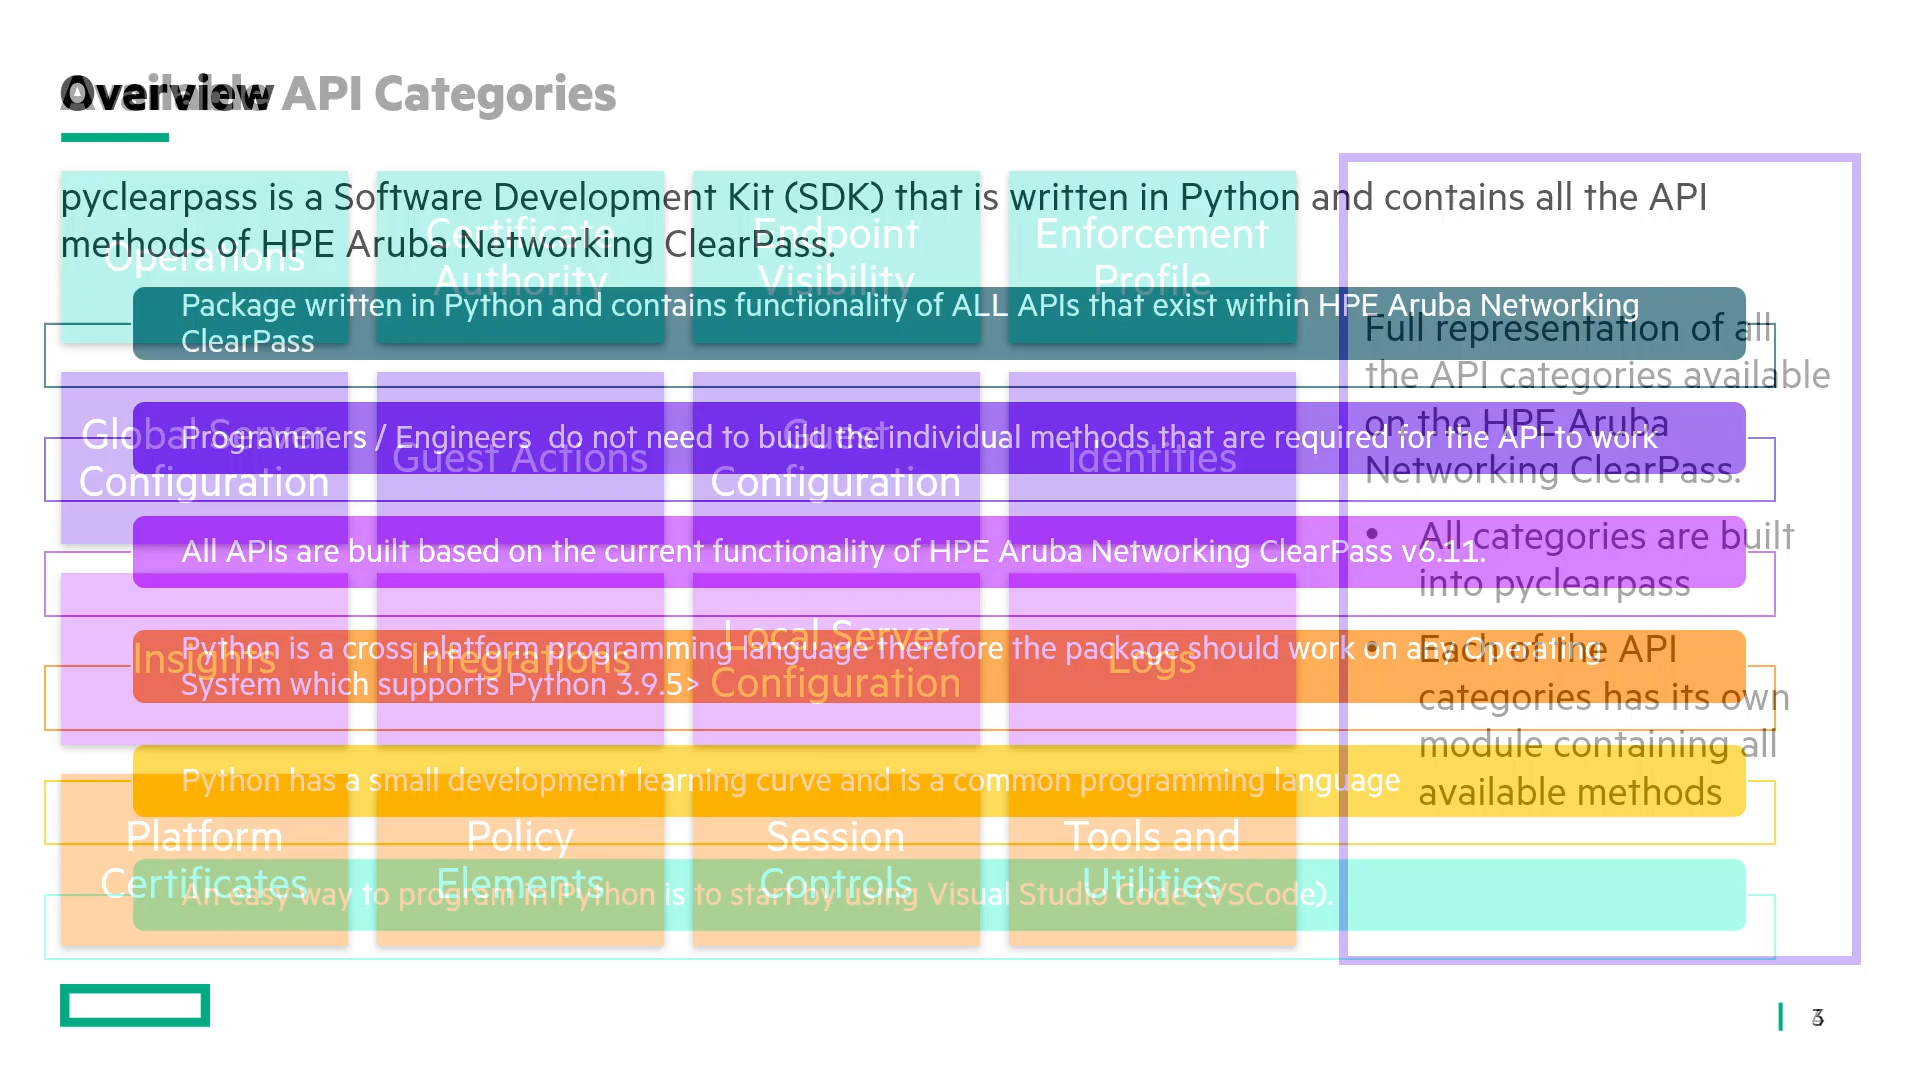 Overview
Available API Categories
pyclearpass is a Software Development Kit (SDK) that is written in Python and contains all the API
methods of HPE Aruba Networking ClearPass.
Package written in Python and contains functionality of ALL APIs that exist within HPE Aruba Networking
ClearPass
Programmers / Engineers do not need to build the individual methods that are required for the API to work
All APIs are built based on the current functionality of HPE Aruba Networking ClearPass v6.11.
Python is a cross platform programming language therefore the package should work on any Operating
System which supports Python 3.9.5>
Python has a small development learning curve and is a common programming language
An easy way to program in Python is to start by using Visual Studio Code (VSCode).
Operations
Certificate
Authority
Endpoint
Visibility
Enforcement
Profile
Global Server
Configuration
Guest Actions
Guest
Configuration
Identities
Insights
Integrations
Local Server
Configuration
Logs
Platform
Certificates
Policy
Elements
Session
Controls
Tools and
Utilities
Full representation of all
the API categories available
on the HPE Aruba
Networking ClearPass.
• All categories are built
into pyclearpass
• Each of the API
categories has its own
module containing all
available methods